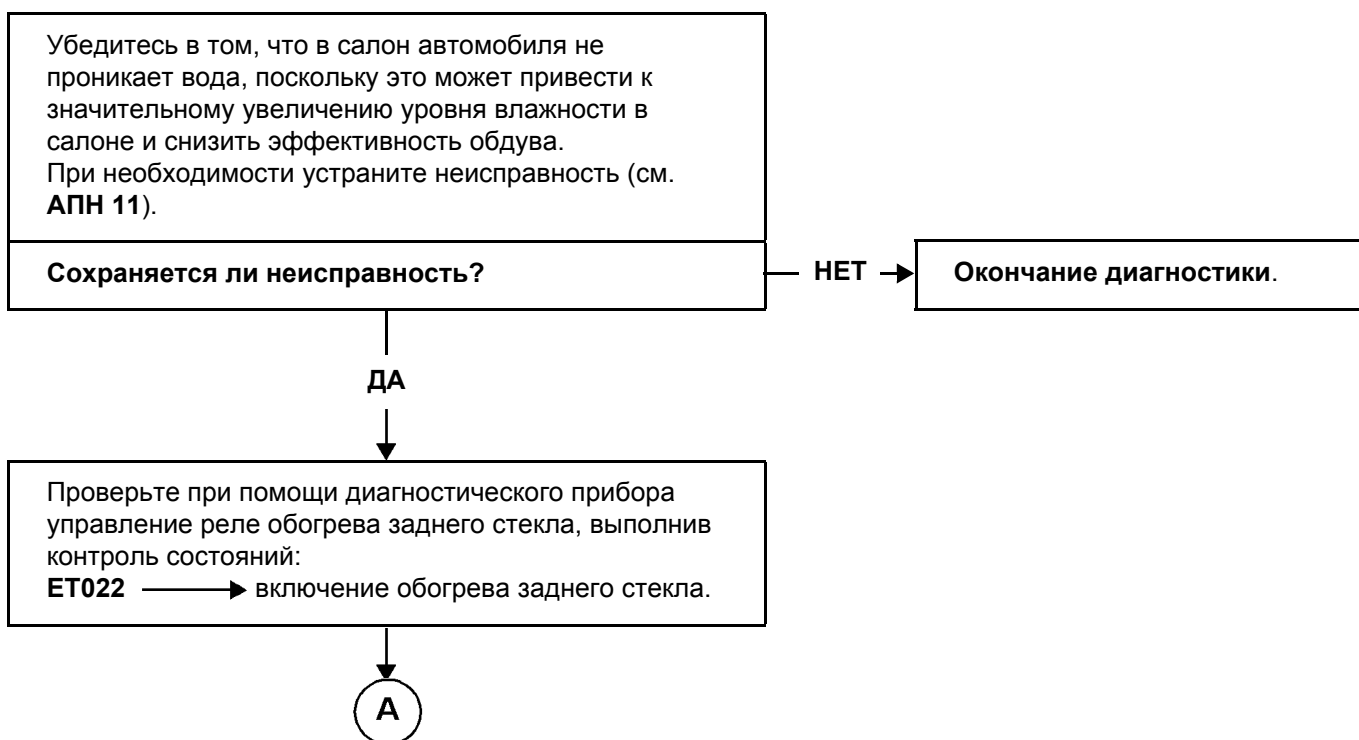 Убедитесь в том, что в салон автомобиля не
проникает вода, поскольку это может привести к
значительному увеличению уровня влажности в
салоне и снизить эффективность обдува.
При необходимости устраните неисправность (см.
АПН 11).
Сохраняется ли неисправность?
НЕТ
Окончание диагностики.
ДА
Проверьте при помощи диагностического прибора
управление реле обогрева заднего стекла, выполнив
контроль состояний:
ET022 включение обогрева заднего стекла.
А